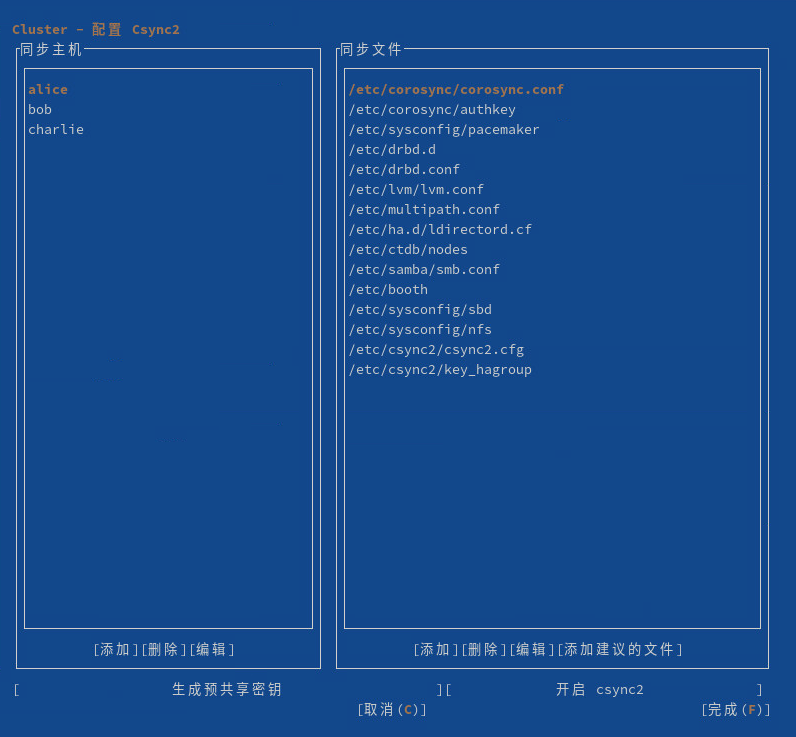 Cluster - 配置 Csync2
同步主机
alice
bob
charlie
[添加][删除][编辑]
同步文件
/etc/corosync/corosync.conf
/etc/corosync/authkey
/etc/sysconfig/pacemaker
/etc/drbd.d
/etc/drbd.conf
/etc/lvm/lvm.conf
/etc/multipath.conf
/etc/ha.d/ldirectord.cf
/etc/ctdb/nodes
/etc/samba/smb.conf
/etc/booth
/etc/sysconfig/sbd
/etc/sysconfig/nfs
/etc/csync2/csync2.cfg
/etc/csync2/key_hagroup
[添加][删除][编辑][添加建议的文件]
[ 生成预共享密钥 ][ 开启 csync2 ]
[取消(C)] [完成(F)]